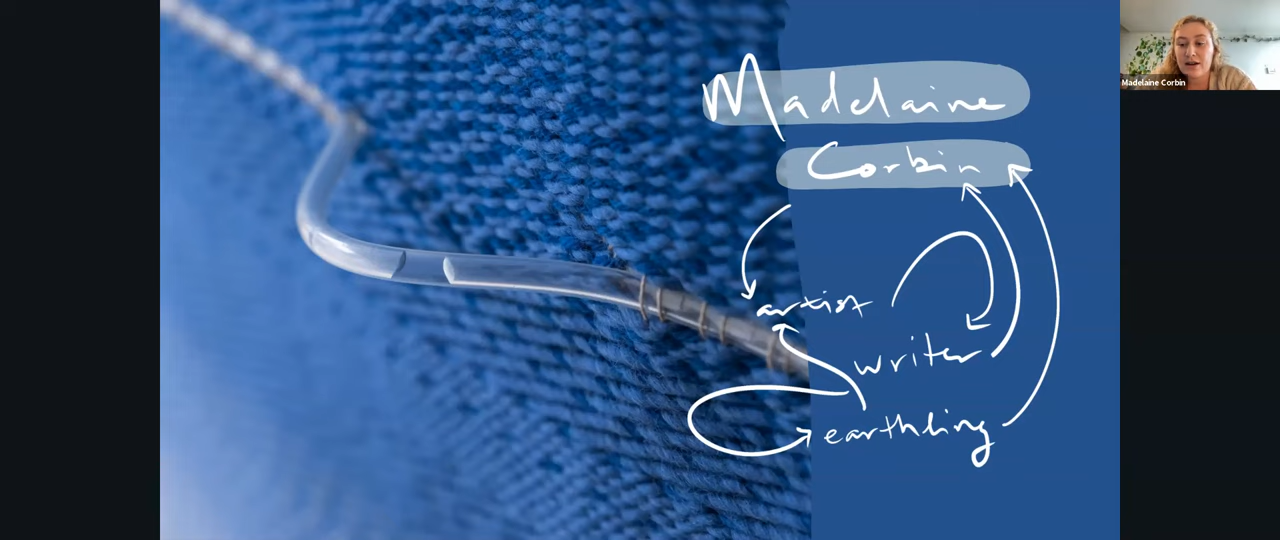 Madelaine
Corbin
artist
writer
earthling
Madelaine Corbin